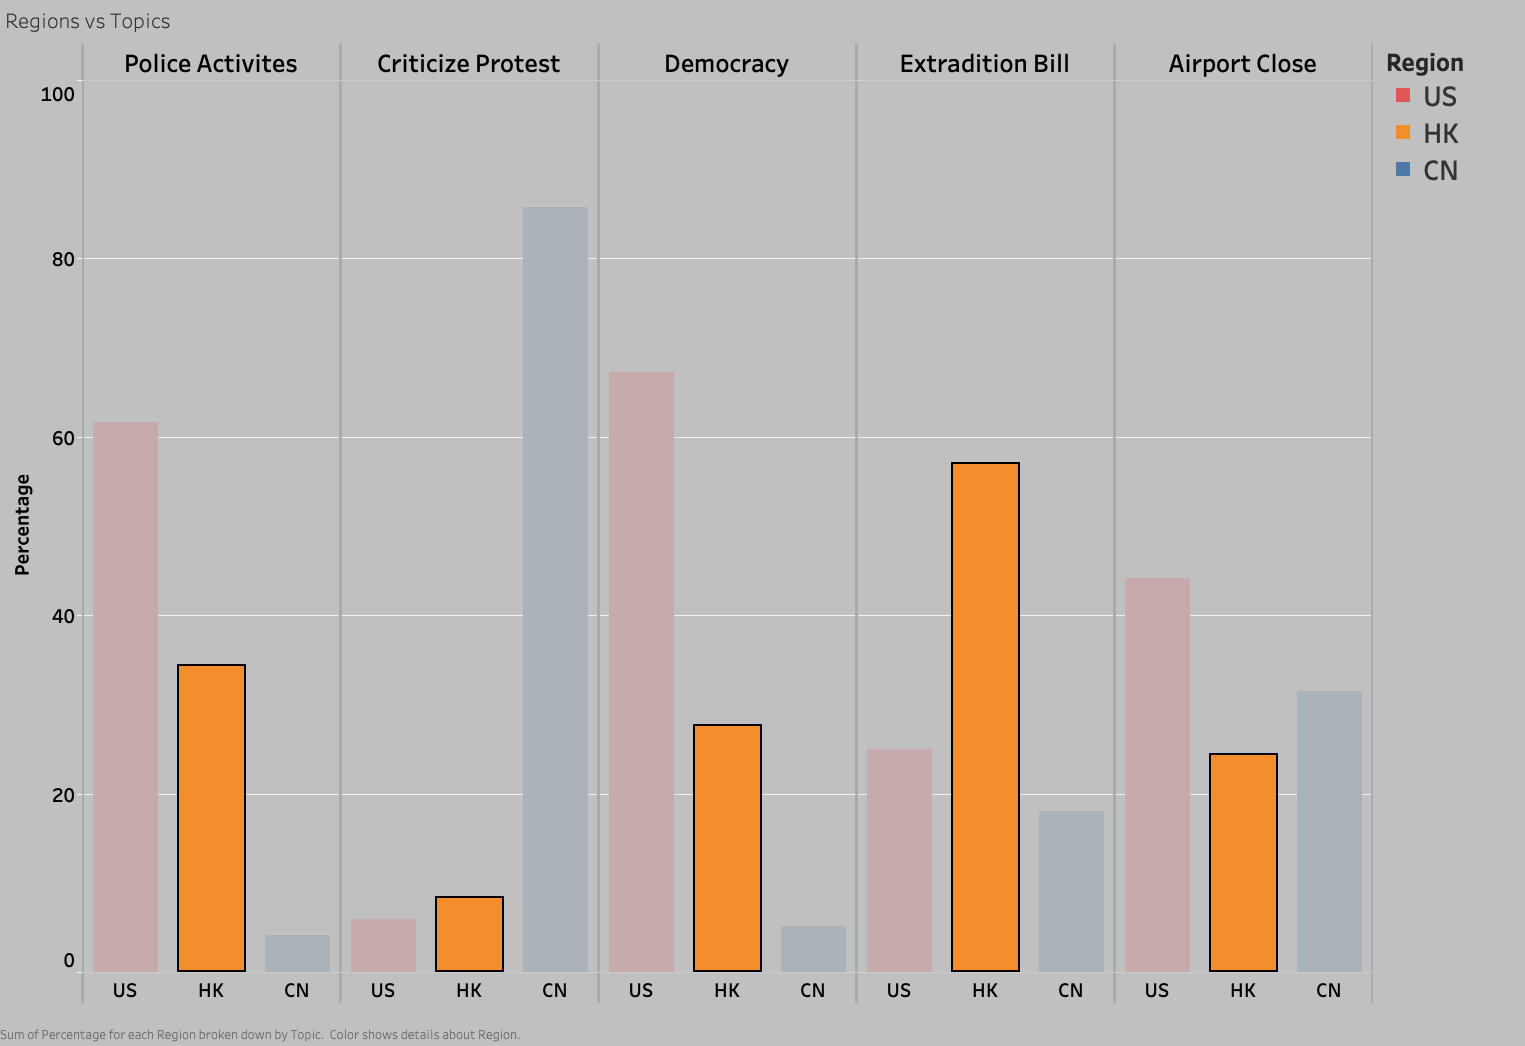 Regions vs Topics
Police Activites
Criticize Protest
Democracy
Extradition Bill
Airport Close
Region
US
HK
CN
100
80
60
40
20
0
Percentage
US HK CN US HK CN US HK CN US HK CN US HK CN
Sum of Percentage for each Region broken down by Topic. Color shows details about Region.